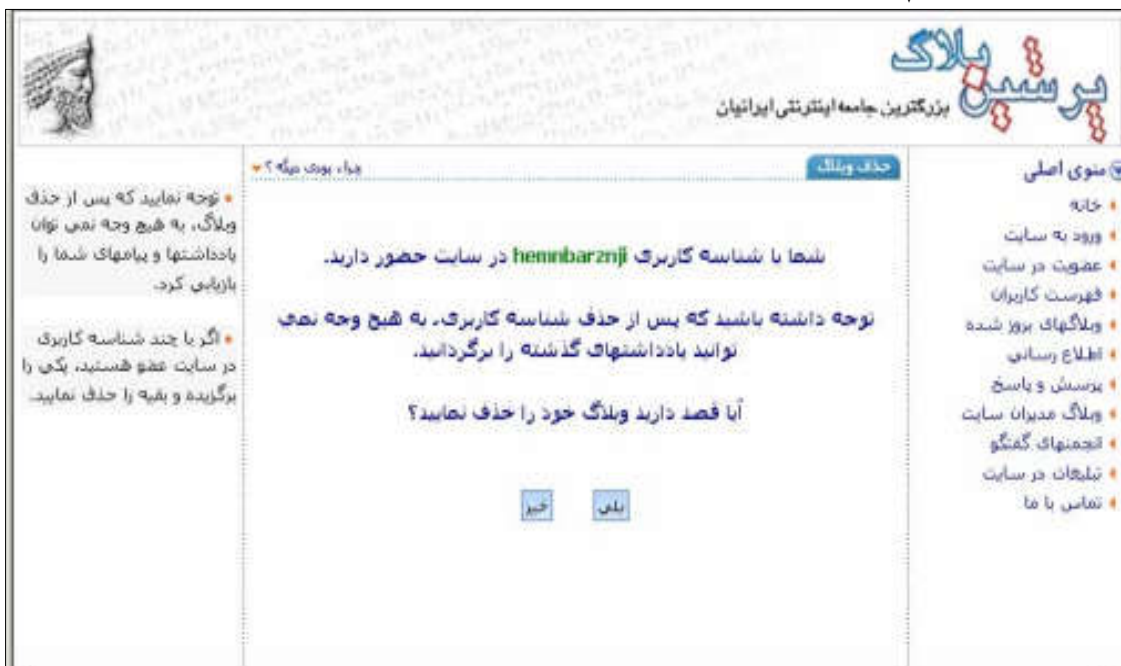 پرشین بلاگ
بزرگترین جامعه اینترنتی ایرانیان
منوی اصلی
خانه
ورود به سایت
عضویت در سایت
فهرست کاربران
وبلاگهای بروز شده
اطلاع رسانی
پرسش و پاسخ
وبلاگ مدیران سایت
انجمنهای گفتگو
تبلیغات در سایت
تماس با ما
حذف وبلاگ
شما با شناسه کاربری hemnbarznji در سایت حضور دارید.
توجه داشته باشید که پس از حذف شناسه کاربری، به هیچ وجه نمی
توانید یادداشتهای گذشته را برگردانید.
آیا قصد دارید وبلاگ خود را حذف نمایید؟
بلی
خیر
توجه نمایید که پس از حذف
وبلاگ، به هیچ وجه نمی توان
یادداشتها و پیامهای شما را
بازیابی کرد.
اگر با چند شناسه کاربری
در سایت عضو هستید، یکی را
برگزیده و بقیه را حذف نمایید.